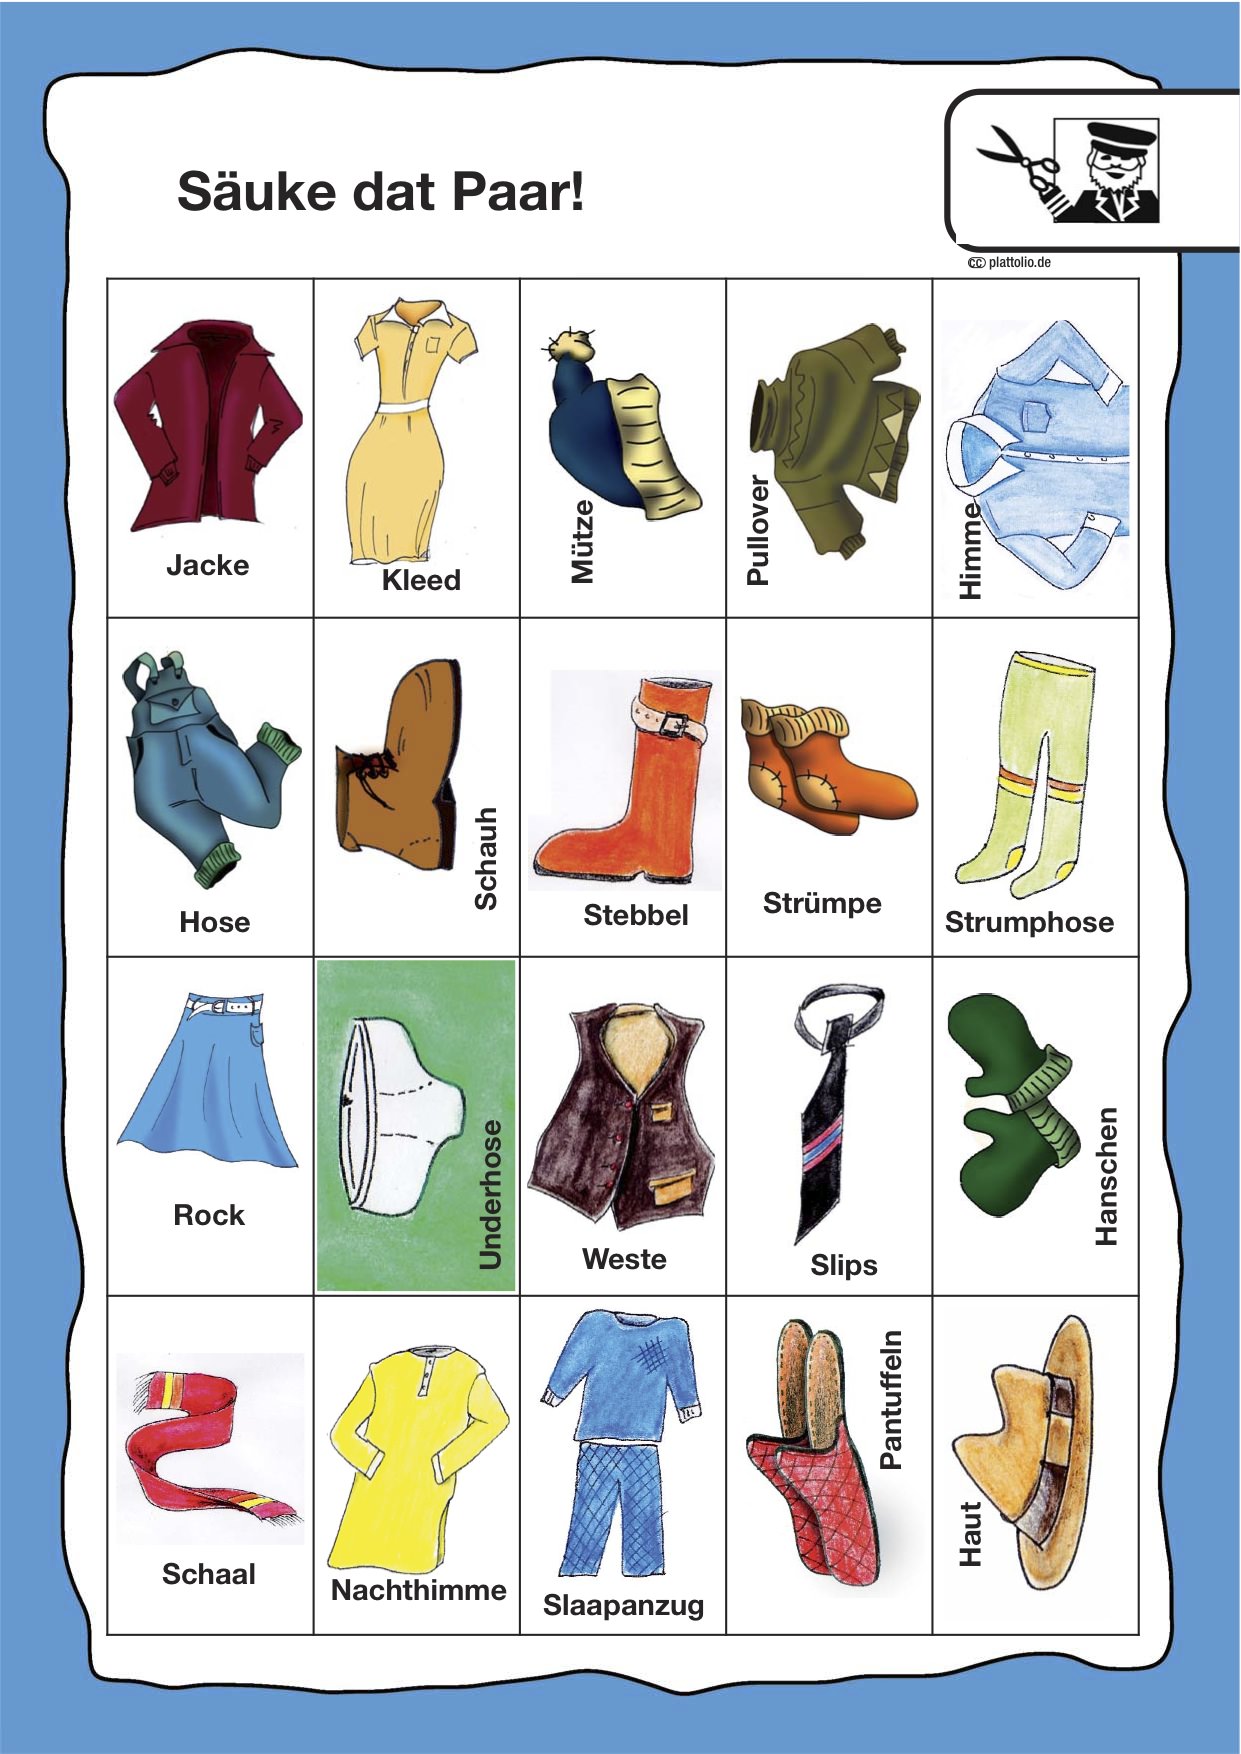 Säuke dat Paar!
cc plattolio.de
Jacke
Kleed
Mütze
Pullover
Himme
Hose
Schauh
Stebbel
Strümpe
Strumphose
Rock
Underhose
Weste
Slips
Hanschen
Schaal
Nachthimme
Slaapanzug
Pantuffeln
Haut